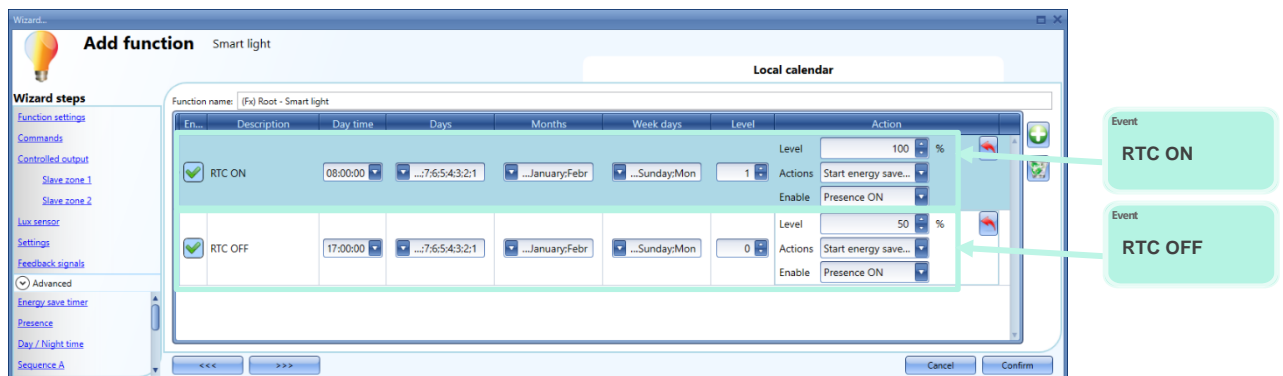 Wizard...
Add function Smart light
Local calendar
Wizard steps
Function settings
Commands
Controlled output
Slave zone 1
Slave zone 2
Lux sensor
Settings
Feedback signals
Advanced
Energy save timer
Presence
Day / Night time
Sequence A
Function name: (Fx) Root - Smart light
En... Description Day time Days Months Week days Level Action
RTC ON 08:00:00 ...;7;6;5;4;3;2;1 ...January;Febr ...Sunday;Mon 1
Level 100 %
Actions Start energy save...
Enable Presence ON
RTC OFF 17:00:00 ...;7;6;5;4;3;2;1 ...January;Febr ...Sunday;Mon 0
Level 50 %
Actions Start energy save...
Enable Presence ON
<<< >>> Cancel Confirm
Event
RTC ON
Event
RTC OFF